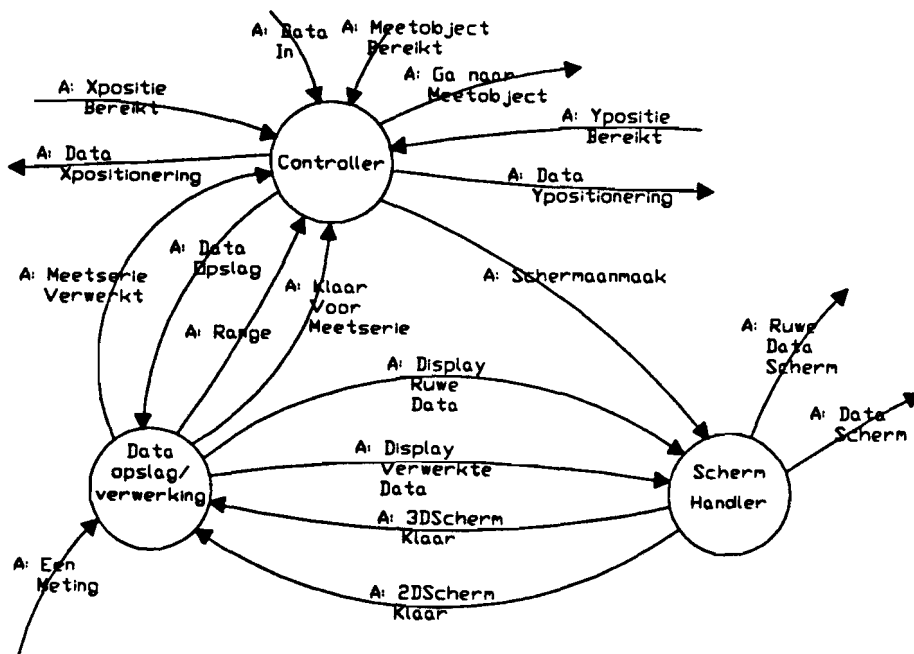 A: Data
In
A: Meetobject
Bereikt
A: Ga naar
Meetobject
A: Xpositie
Bereikt
A: Ypositie
Bereikt
A: Data
Xpositionering
Controller
A: Data
Ypositionering
A: Data
Opslag
A: Meetserie
Verwerkt
A: Klaar
Voor
Meetserie
A: Schermaanmaak
A: Range
A: Ruwe
Data
Scherm
A: Display
Ruwe
Data
A: Data
Scherm
Data
opslag/
verwerking
A: Display
Verwerkte
Data
Scherm
Handler
A: 3DScherm
Klaar
A: Een
Meting
A: 2DScherm
Klaar